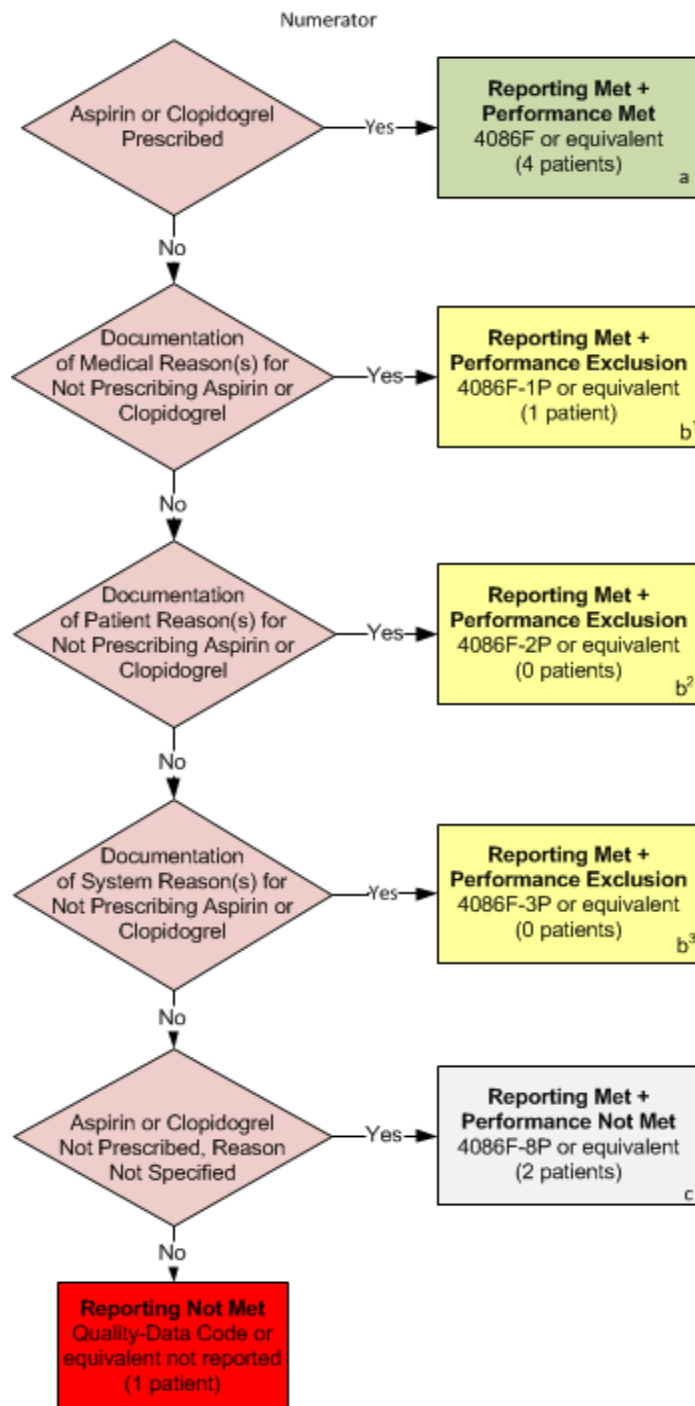 Numerator
Aspirin or Clopidogrel
Prescribed
Yes
Reporting Met +
Performance Met
4086F or equivalent
(4 patients)
a
No
Documentation
of Medical Reason(s) for
Not Prescribing Aspirin or
Clopidogrel
Yes
Reporting Met +
Performance Exclusion
4086F-1P or equivalent
(1 patient)
b¹
No
Documentation
of Patient Reason(s) for
Not Prescribing Aspirin or
Clopidogrel
Yes
Reporting Met +
Performance Exclusion
4086F-2P or equivalent
(0 patients)
b²
No
Documentation
of System Reason(s) for
Not Prescribing Aspirin or
Clopidogrel
Yes
Reporting Met +
Performance Exclusion
4086F-3P or equivalent
(0 patients)
b³
No
Aspirin or Clopidogrel
Not Prescribed, Reason
Not Specified
Yes
Reporting Met +
Performance Not Met
4086F-8P or equivalent
(2 patients)
c
No
Reporting Not Met
Quality-Data Code or
equivalent not reported
(1 patient)